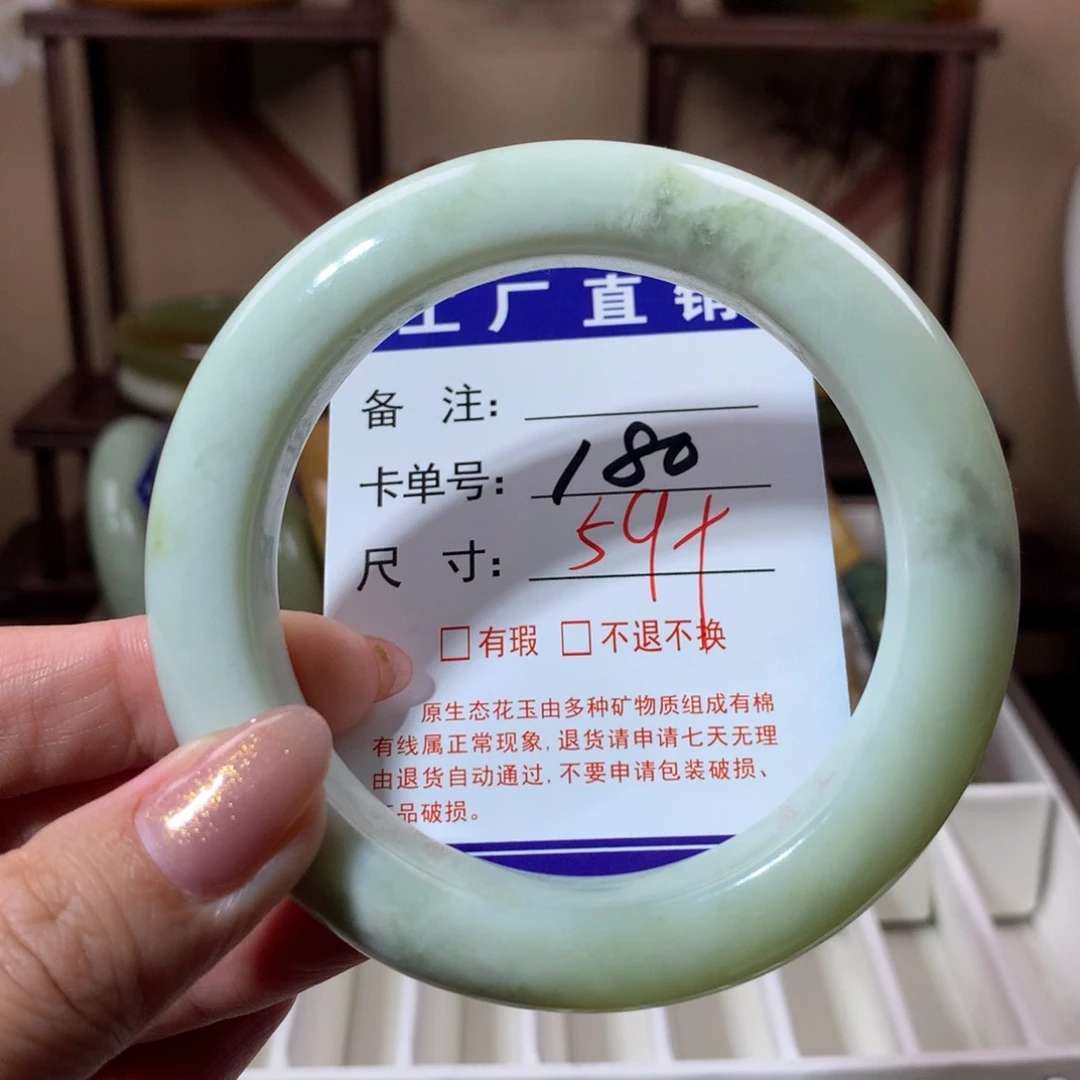 工厂直销
备 注:
卡单号: 180
尺 寸: 59+
□有瑕 □不退不换
原生态花玉由多种矿物质组成有棉
有线属正常现象,退货请申请七天无理
由退货自动通过,不要申请包装破损、
品破损。